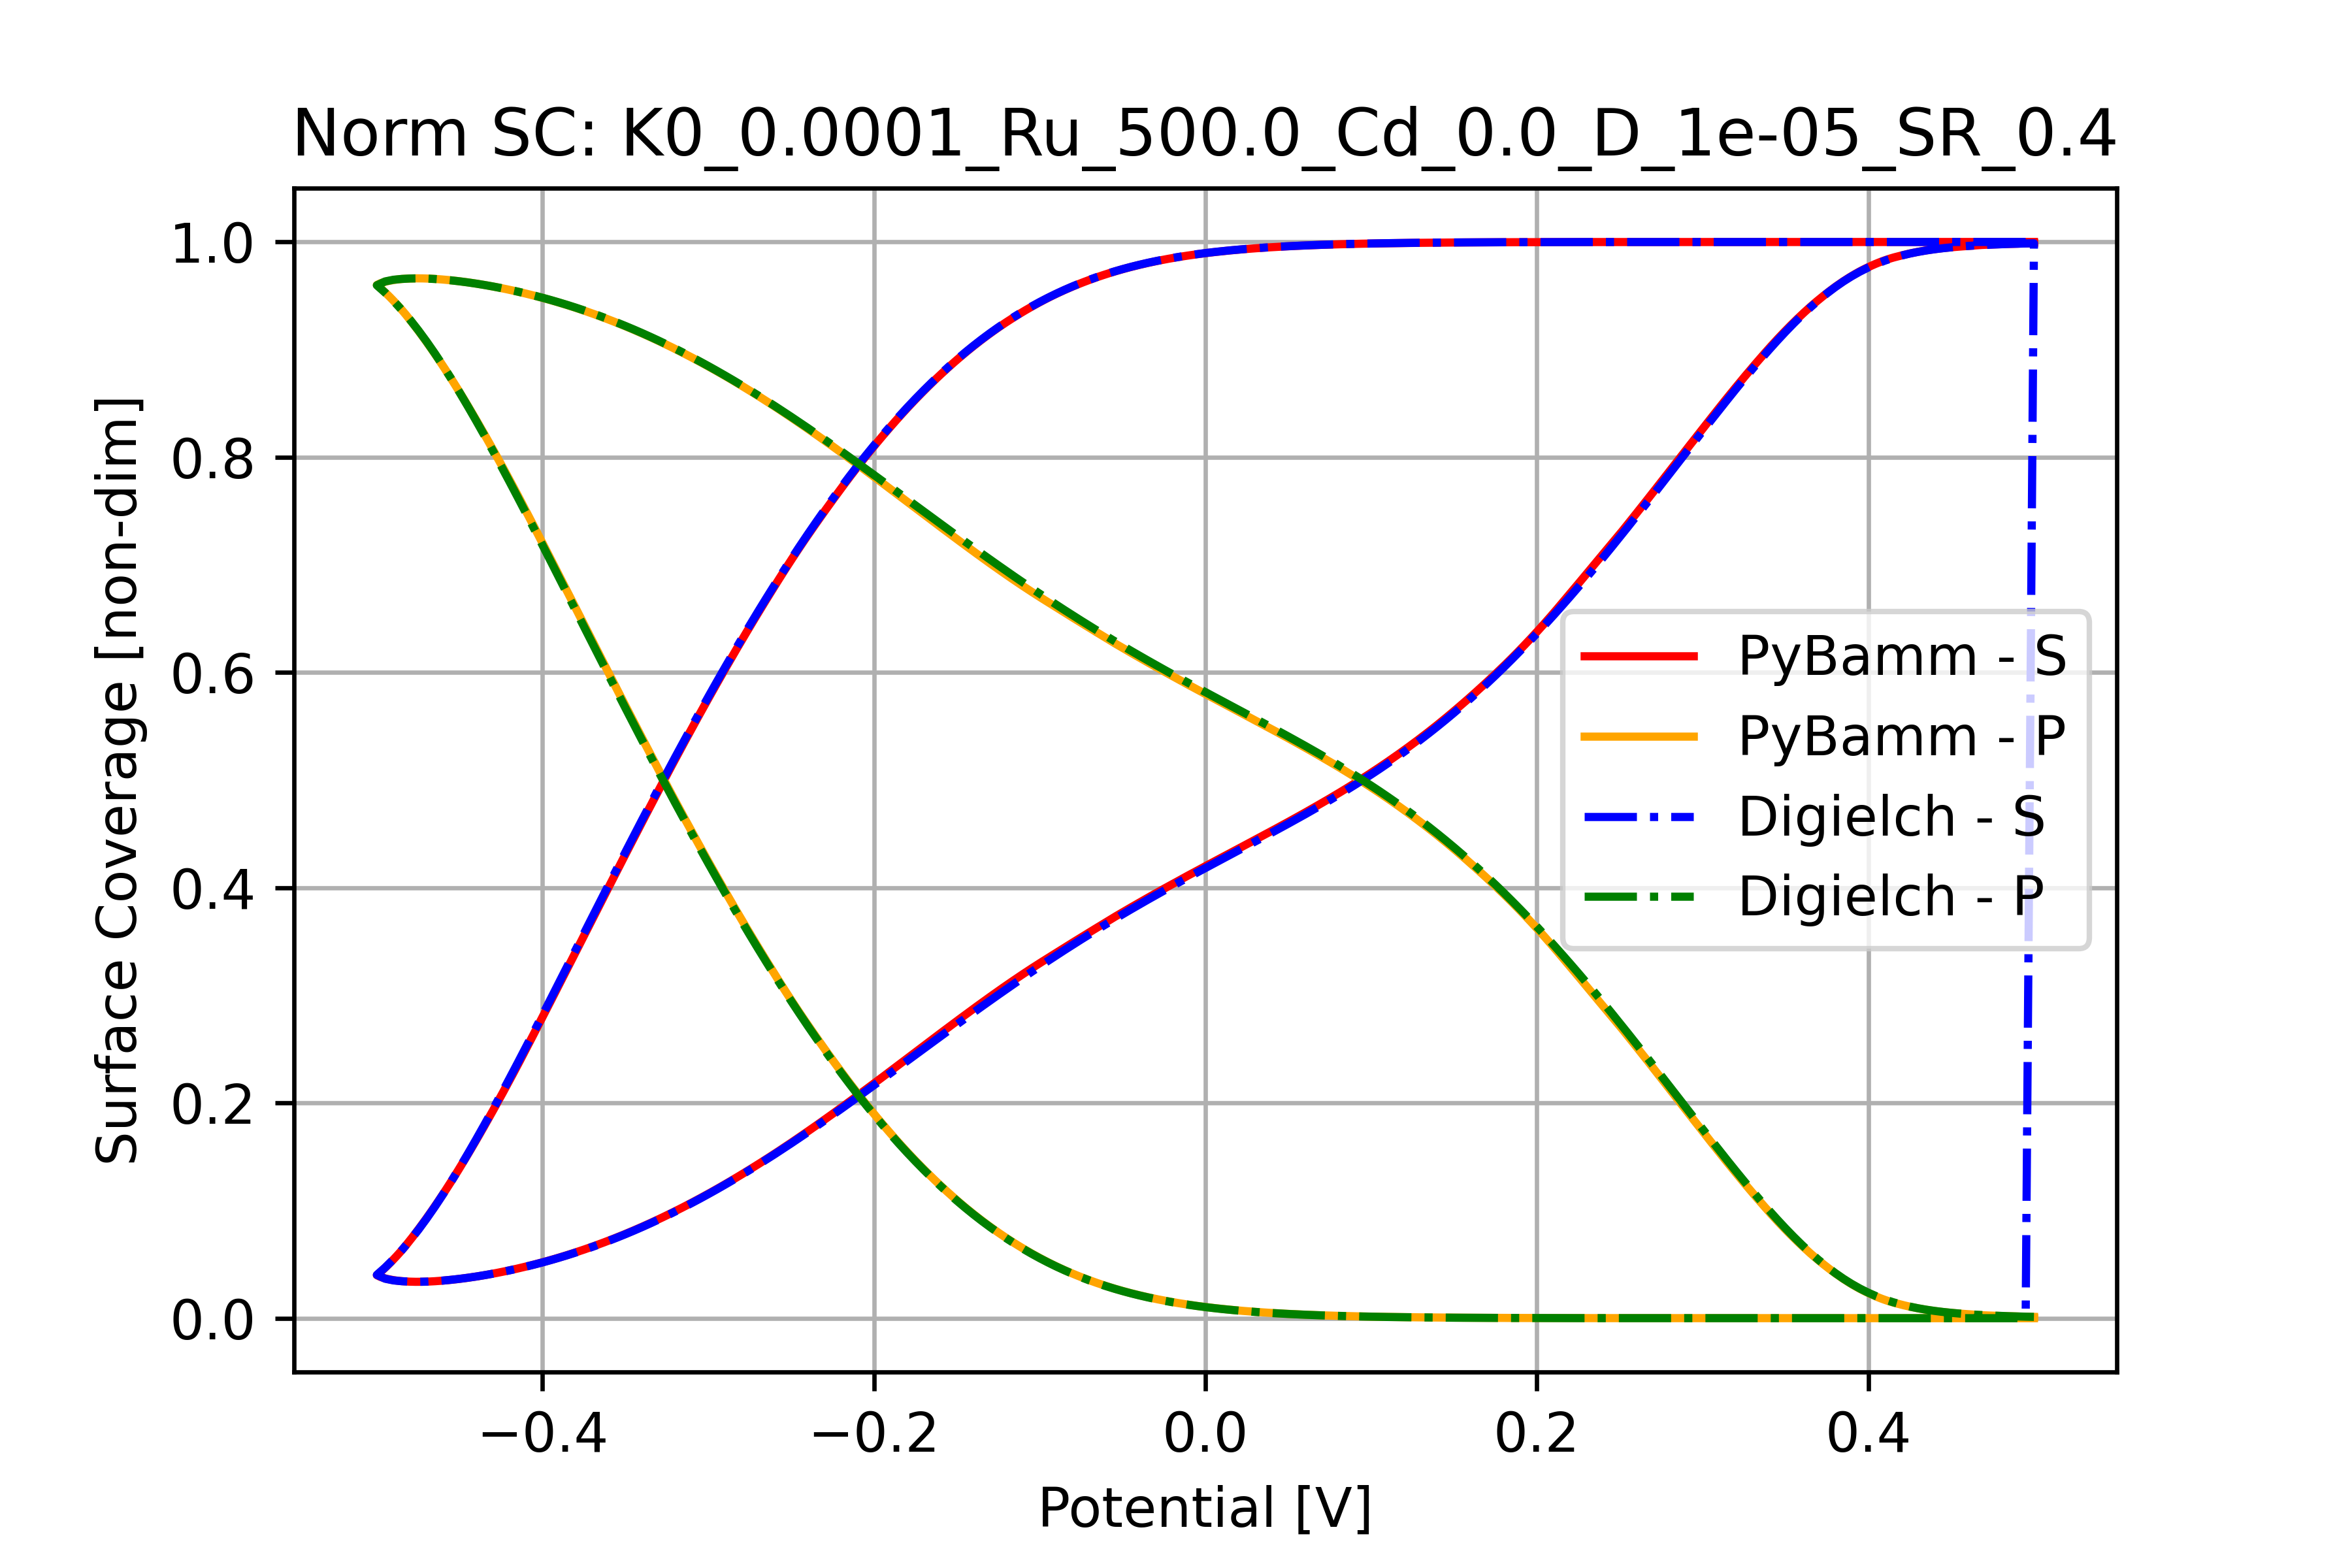 Norm SC: K0_0.0001_Ru_500.0_Cd_0.0_D_1e-05_SR_0.4
Surface Coverage [non-dim]
1.0
0.8
0.6
0.4
0.2
0.0
PyBamm - S
PyBamm - P
Digielch - S
Digielch - P
−0.4
−0.2
0.0
0.2
0.4
Potential [V]